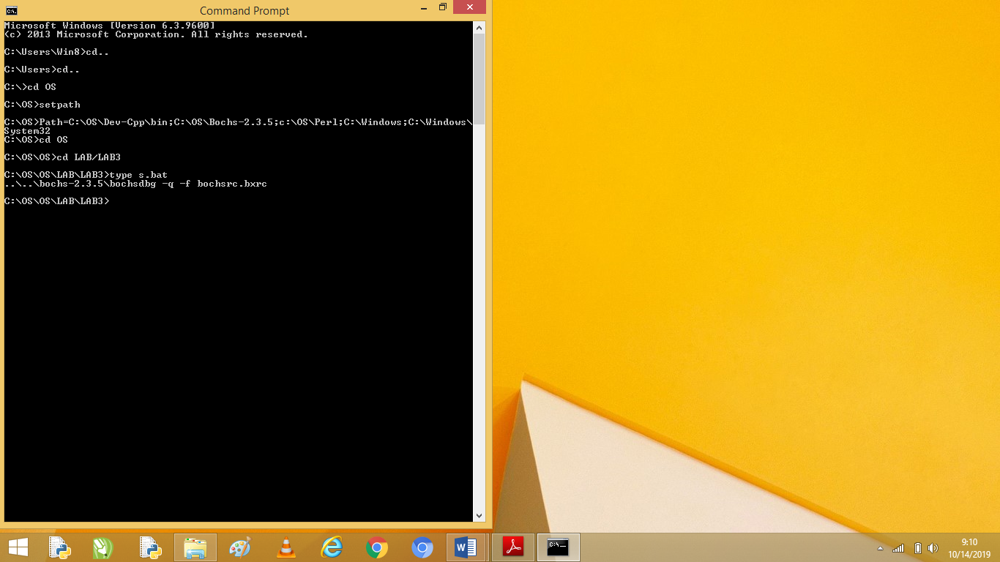 Command Prompt
Microsoft Windows [Version 6.3.9600]
(c) 2013 Microsoft Corporation. All rights reserved.
C:\Users\Win8>cd..
C:\Users>cd..
C:\>cd OS
C:\OS>setpath
C:\OS>Path=C:\OS\Dev-Cpp\bin;C:\OS\Bochs-2.3.5;c:\OS\Perl;C:\Windows;C:\Windows\
System32
C:\OS>cd OS
C:\OS\OS>cd LAB/LAB3
C:\OS\OS\LAB\LAB3>type s.bat
..\..\bochs-2.3.5\bochsdbg -q -f bochsrc.bxrc
C:\OS\OS\LAB\LAB3>
9:10
10/14/2019